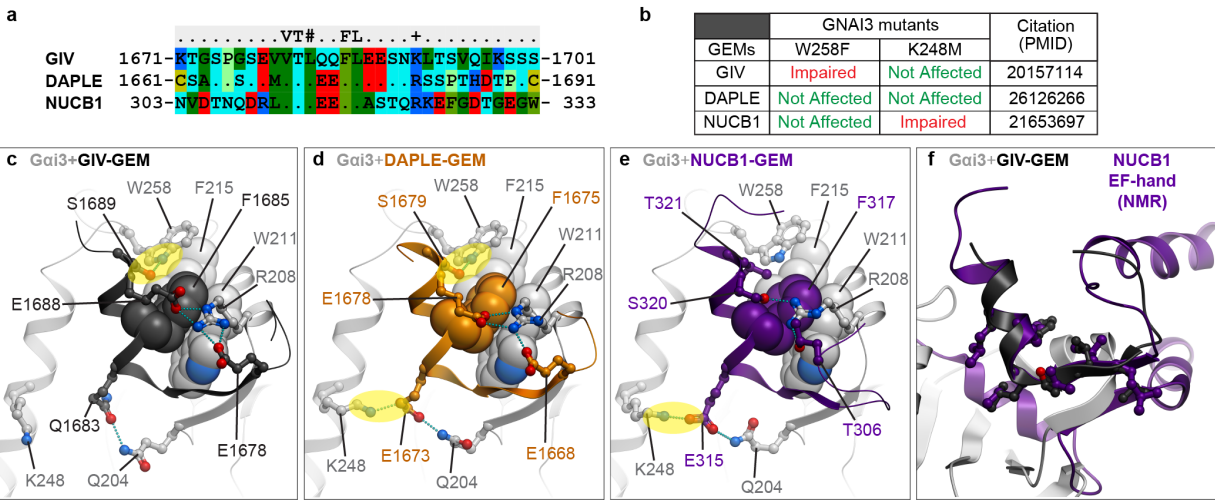 a
.........VT#..FL....+..........
GIV 1671-KTGSPGSEVVTLQQFLEESNKLTSVQIKSSS-1701
DAPLE 1661-CSA..S..M...EE......RSSPTHDTP.C-1691
NUCB1 303-NVDTNQDRL...EE..ASTQRKEFGDTGEGW-333
b
GNAI3 mutants Citation (PMID)
GEMs W258F K248M
GIV Impaired Not Affected 20157114
DAPLE Not Affected Not Affected 26126266
NUCB1 Not Affected Impaired 21653697
c Gαi3+GIV-GEM
W258
F215
S1689
F1685
W211
R208
E1688
Q1683
E1678
K248
Q204
d Gαi3+DAPLE-GEM
W258
F215
S1679
F1675
W211
R208
E1678
K248
E1673
E1668
Q204
e Gαi3+NUCB1-GEM
W258
F215
T321
F317
W211
R208
S320
T306
K248
E315
Q204
f Gαi3+GIV-GEM
NUCB1
EF-hand
(NMR)